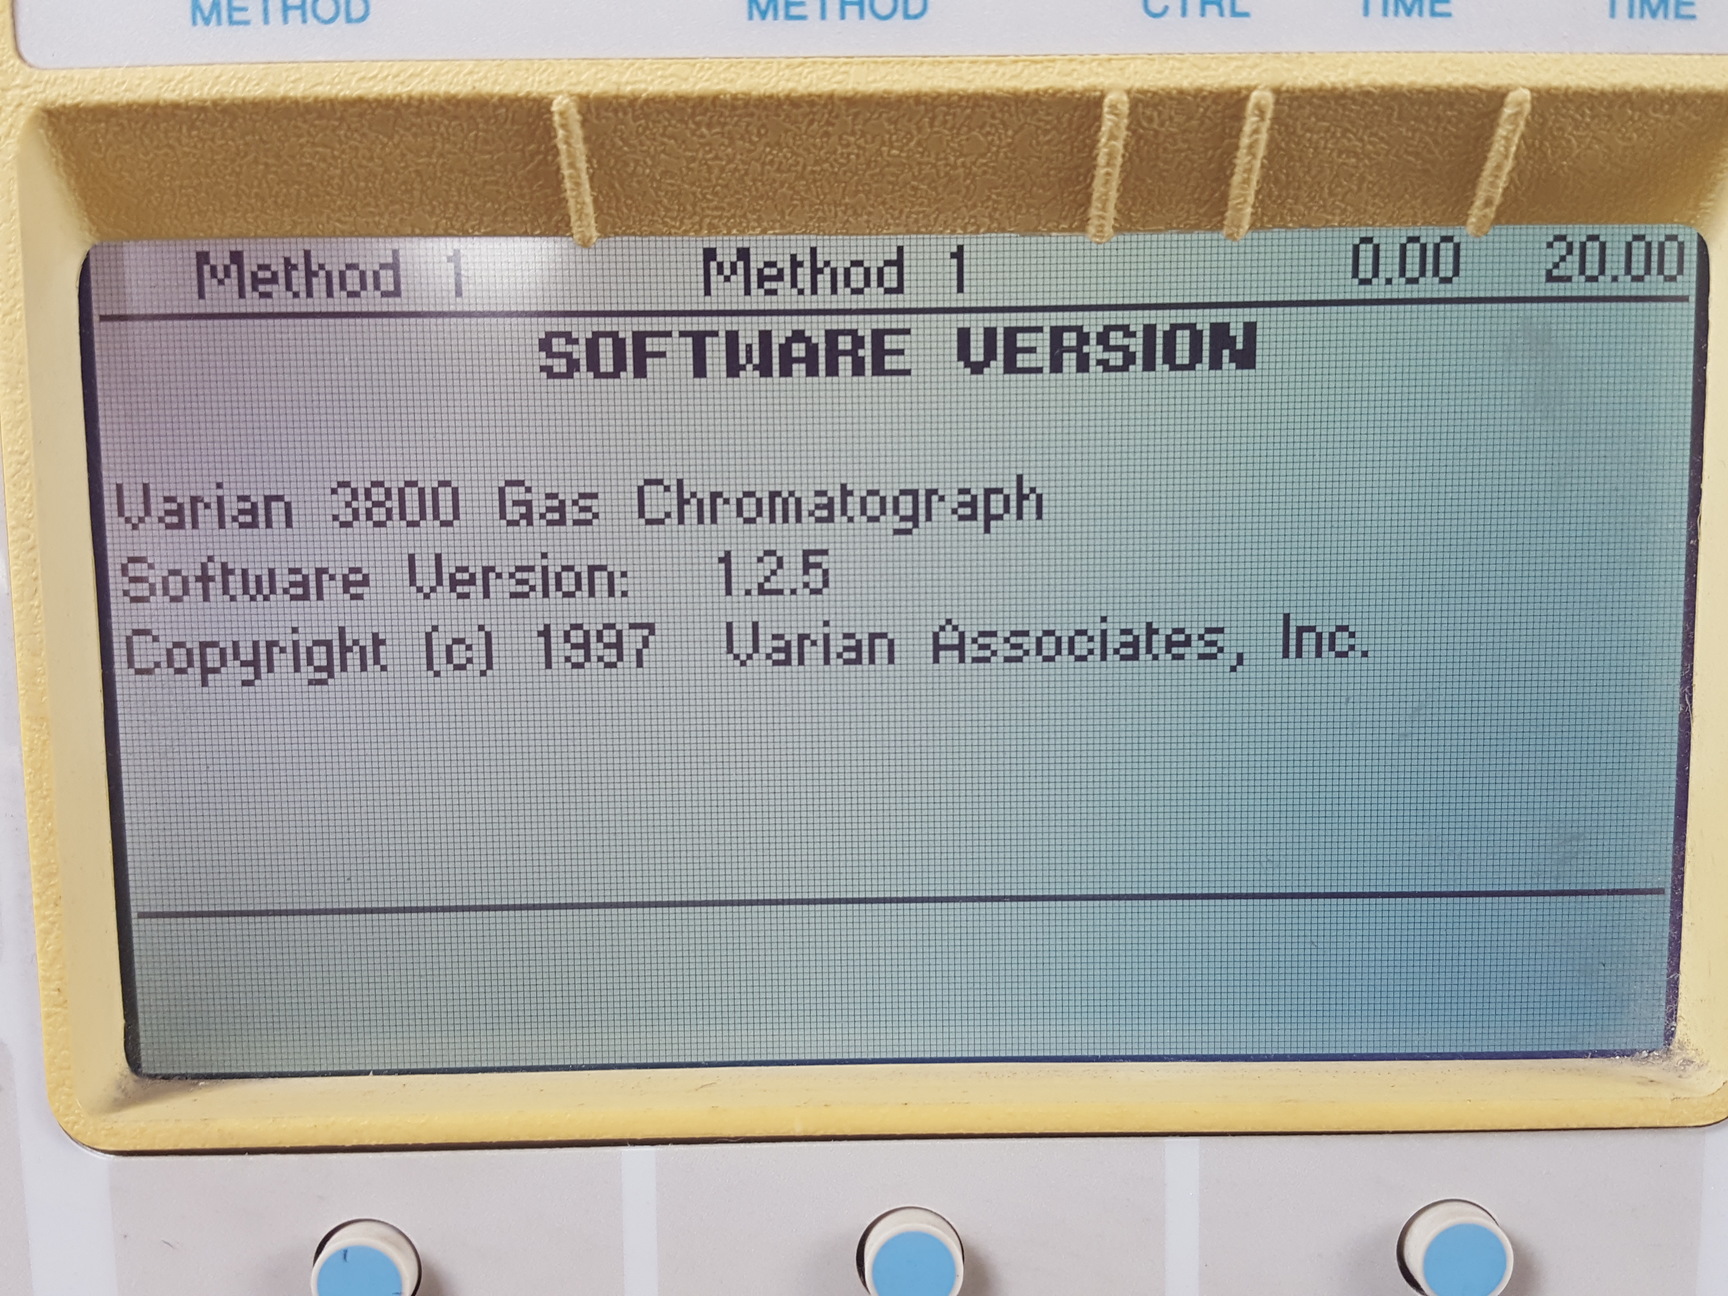 METHOD METHOD CTRL TIME TIME
Method 1 Method 1 0.00 20.00
SOFTWARE VERSION
Varian 3800 Gas Chromatograph
Software Version: 1.2.5
Copyright (c) 1997 Varian Associates, Inc.